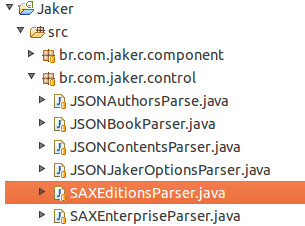 Jaker
src
br.com.jaker.component
br.com.jaker.control
JSONAuthorsParse.java
JSONBookParser.java
JSONContentsParser.java
JSONJakerOptionsParser.java
SAXEditionsParser.java
SAXEnterpriseParser.java